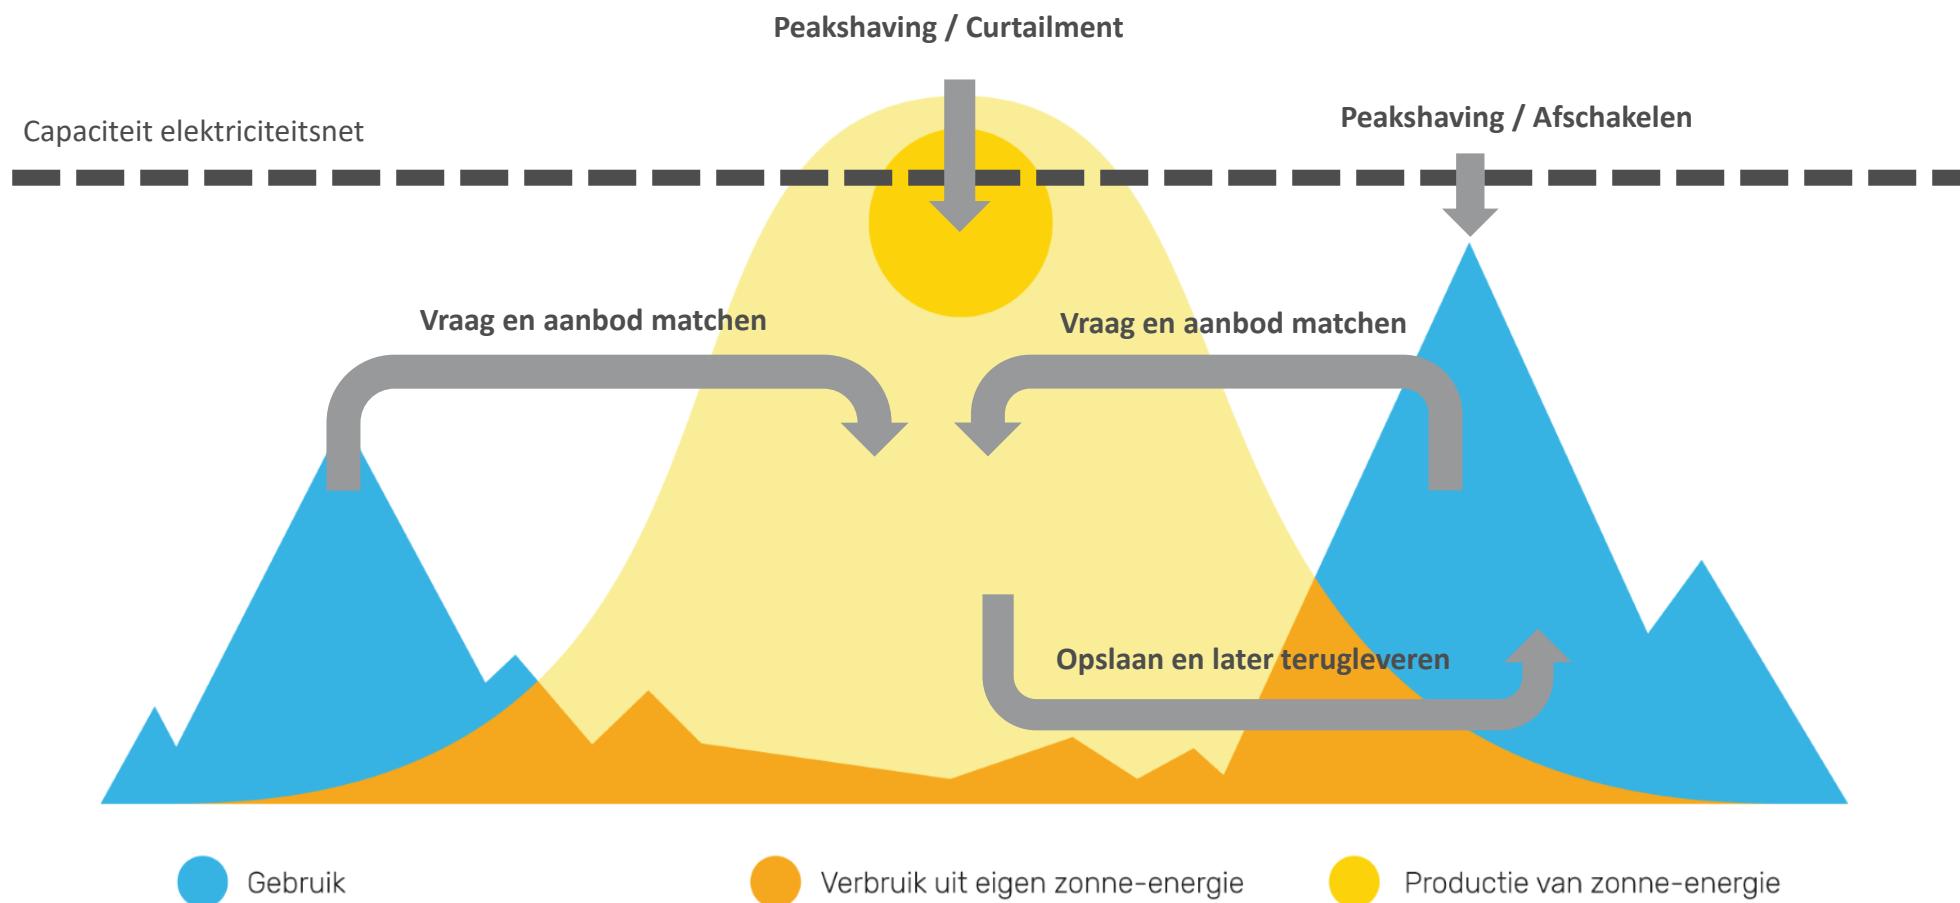 Peakshaving / Curtailment
Capaciteit elektriciteitsnet
Peakshaving / Afschakelen
Vraag en aanbod matchen
Vraag en aanbod matchen
Opslaan en later terugleveren
Gebruik
Verbruik uit eigen zonne-energie
Productie van zonne-energie